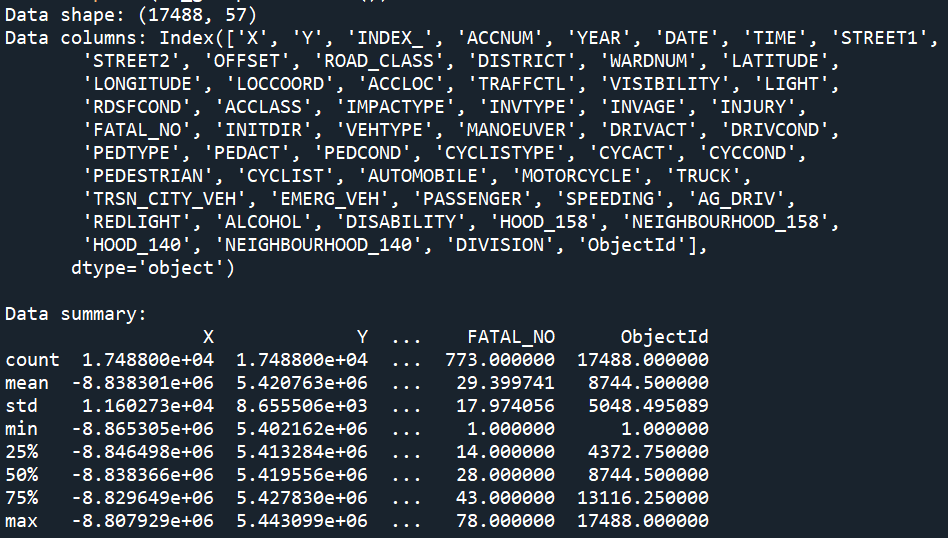 Data shape: (17488, 57)
Data columns: Index(['X', 'Y', 'INDEX_', 'ACCNUM', 'YEAR', 'DATE', 'TIME', 'STREET1',
       'STREET2', 'OFFSET', 'ROAD_CLASS', 'DISTRICT', 'WARDNUM', 'LATITUDE',
       'LONGITUDE', 'LOCCOORD', 'ACCLOC', 'TRAFFCTL', 'VISIBILITY', 'LIGHT',
       'RDSFCOND', 'ACCLASS', 'IMPACTYPE', 'INVTYPE', 'INVAGE', 'INJURY',
       'FATAL_NO', 'INITDIR', 'VEHTYPE', 'MANOEUVER', 'DRIVACT', 'DRIVCOND',
       'PEDTYPE', 'PEDACT', 'PEDCOND', 'CYCLISTYPE', 'CYCACT', 'CYCCOND',
       'PEDESTRIAN', 'CYCLIST', 'AUTOMOBILE', 'MOTORCYCLE', 'TRUCK',
       'TRSN_CITY_VEH', 'EMERG_VEH', 'PASSENGER', 'SPEEDING', 'AG_DRIV',
       'REDLIGHT', 'ALCOHOL', 'DISABILITY', 'HOOD_158', 'NEIGHBOURHOOD_158',
       'HOOD_140', 'NEIGHBOURHOOD_140', 'DIVISION', 'ObjectId'],
      dtype='object')
Data summary:
                  X             Y  ...    FATAL_NO      ObjectId
count  1.748800e+04  1.748800e+04  ...  773.000000  17488.000000
mean  -8.838301e+06  5.420763e+06  ...   29.399741   8744.500000
std    1.160273e+04  8.655506e+03  ...   17.974056   5048.495089
min   -8.865305e+06  5.402162e+06  ...    1.000000      1.000000
25%   -8.846498e+06  5.413284e+06  ...   14.000000   4372.750000
50%   -8.838366e+06  5.419556e+06  ...   28.000000   8744.500000
75%   -8.829649e+06  5.427830e+06  ...   43.000000  13116.250000
max   -8.807929e+06  5.443099e+06  ...   78.000000  17488.000000